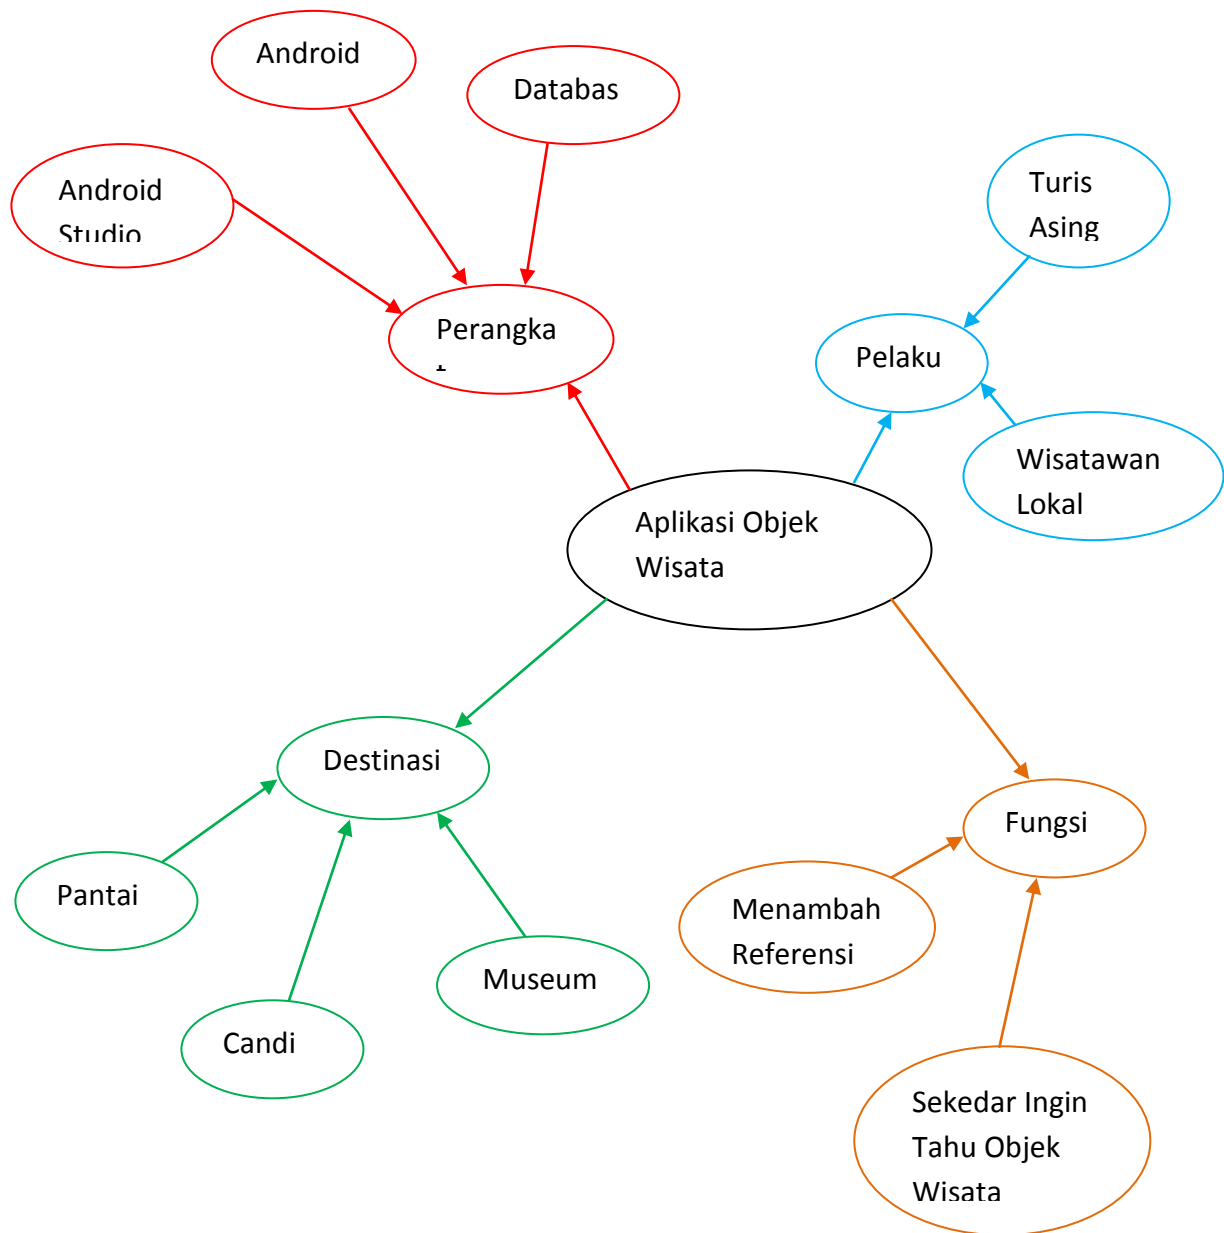 Android
Databas
Android
Studio
Turis
Asing
Perangka
Pelaku
Wisatawan
Lokal
Aplikasi Objek
Wisata
Destinasi
Fungsi
Pantai
Menambah
Referensi
Museum
Candi
Sekedar Ingin
Tahu Objek
Wisata